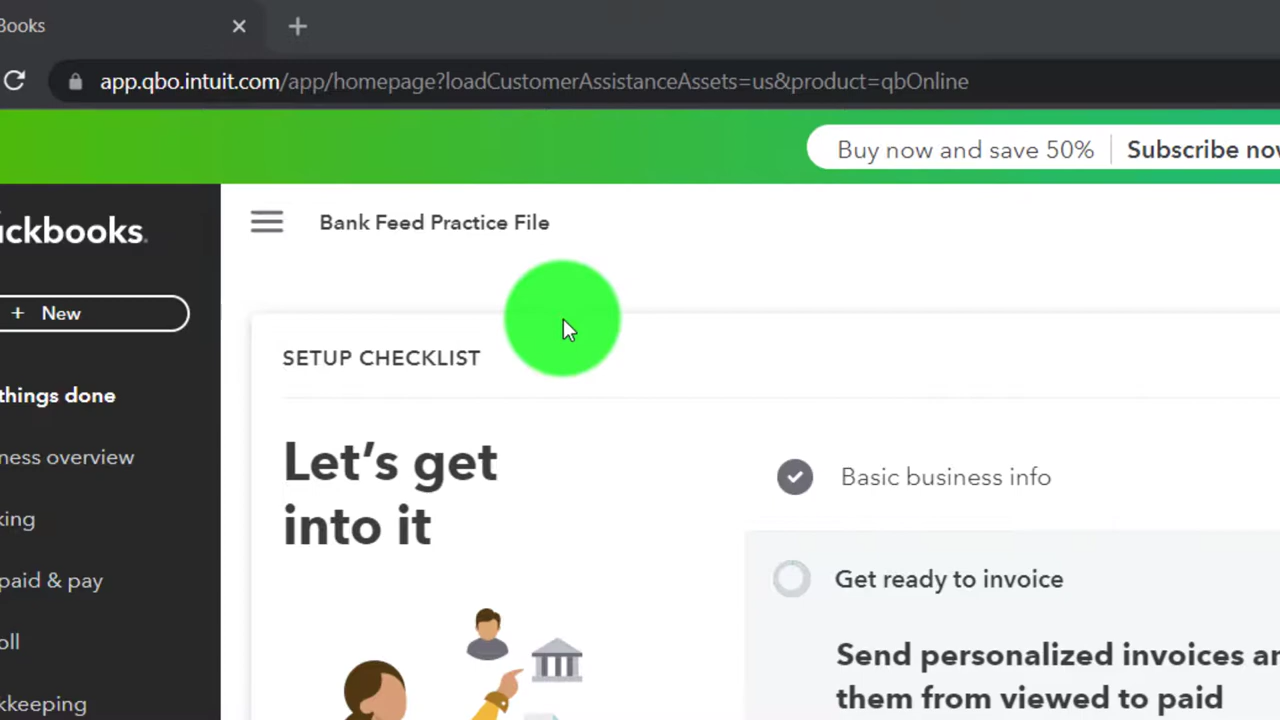 Books
app.qbo.intuit.com/app/homepage?loadCustomerAssistanceAssets=us&product=qbOnline
Buy now and save 50% Subscribe now
ickbooks.
Bank Feed Practice File
+ New
SETUP CHECKLIST
things done
Let's get
into it
ness overview
Basic business info
king
paid & pay
Get ready to invoice
oll
Send personalized invoices an
them from viewed to paid
kkeeping